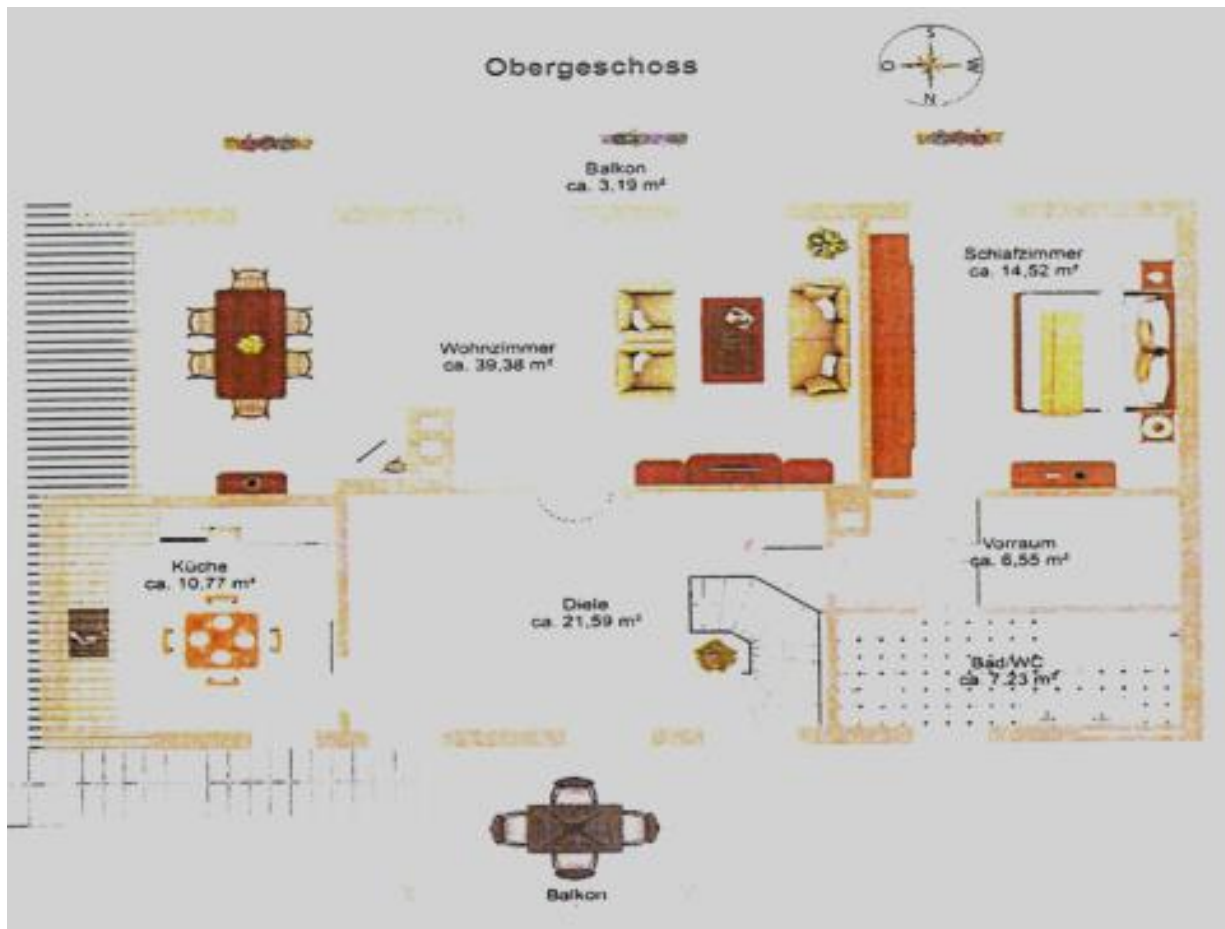 Obergeschoss
S
O W
N
Balkon
ca. 3,19 m²
Schlafzimmer
ca. 14,52 m²
Wohnzimmer
ca. 39,38 m²
Küche
ca. 10,77 m²
Vorraum
ca. 6,55 m²
Diele
ca. 21,59 m²
Bad/WC
ca. 7.23 m²
Balkon